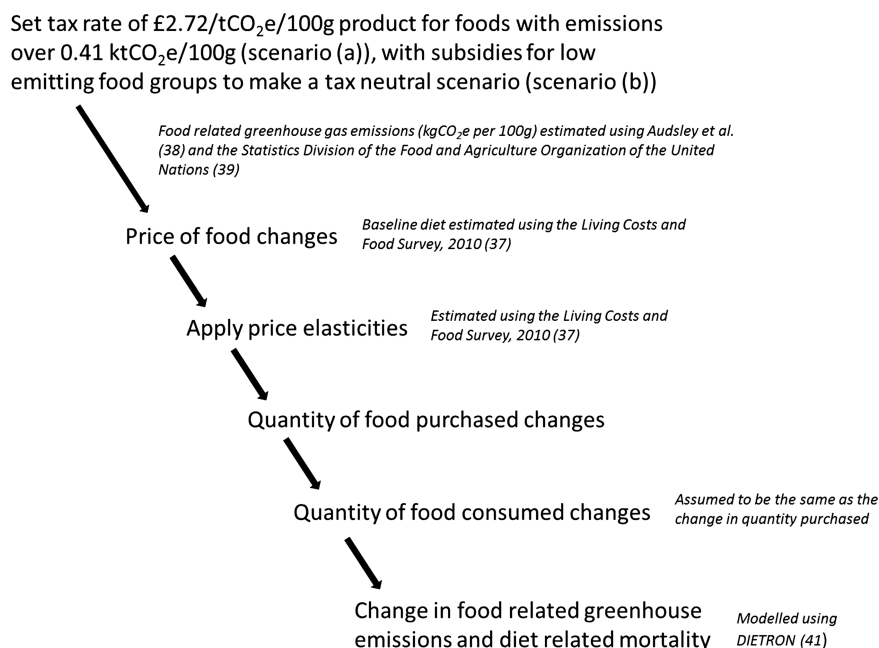 Set tax rate of £2.72/tCO₂e/100g product for foods with emissions
over 0.41 ktCO₂e/100g (scenario (a)), with subsidies for low
emitting food groups to make a tax neutral scenario (scenario (b))
Food related greenhouse gas emissions (kgCO₂e per 100g) estimated using Audsley et al.
(38) and the Statistics Division of the Food and Agriculture Organization of the United
Nations (39)
Price of food changes
Baseline diet estimated using the Living Costs and
Food Survey, 2010 (37)
Apply price elasticities
Estimated using the Living Costs and
Food Survey, 2010 (37)
Quantity of food purchased changes
Quantity of food consumed changes
Assumed to be the same as the
change in quantity purchased
Change in food related greenhouse
emissions and diet related mortality
Modelled using
DIETRON (41)